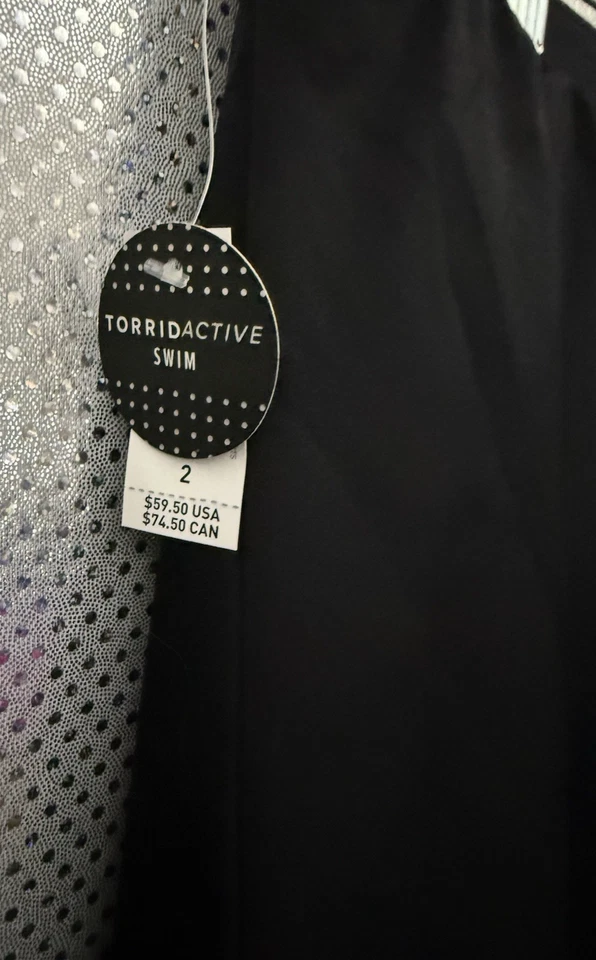 TORRIDACTIVE
SWIM
2
$59.50 USA
$74.50 CAN